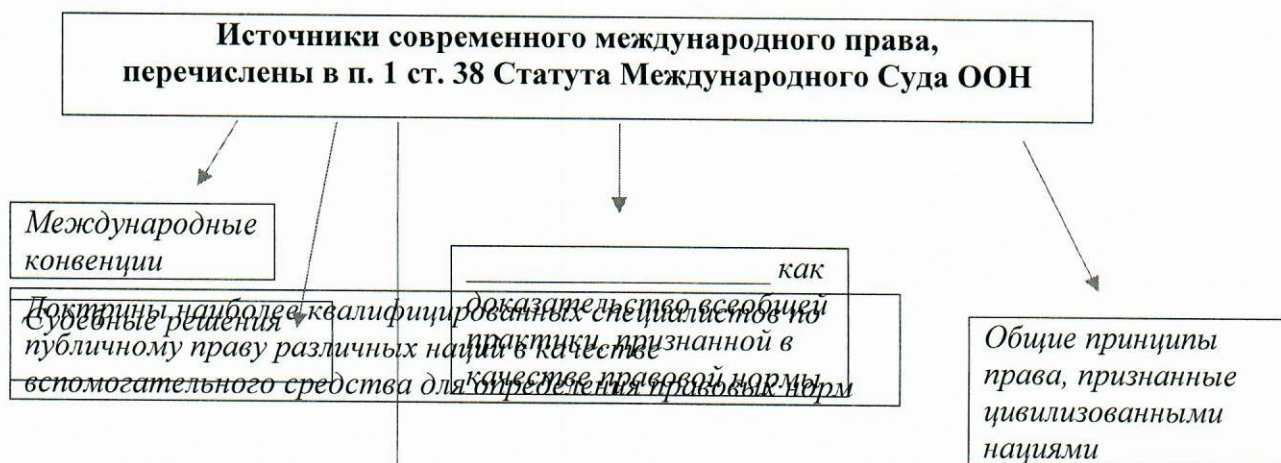 Источники современного международного права,
перечислены в п. 1 ст. 38 Статута Международного Суда ООН
Международные
конвенции
____________________ как
доказательство всеобщей
практики, признанной в
качестве правовой нормы
Судебные решения
Доктрины наиболее квалифицированных специалистов по
публичному праву различных наций в качестве
вспомогательного средства для определения правовых норм
Общие принципы
права, признанные
цивилизованными
нациями